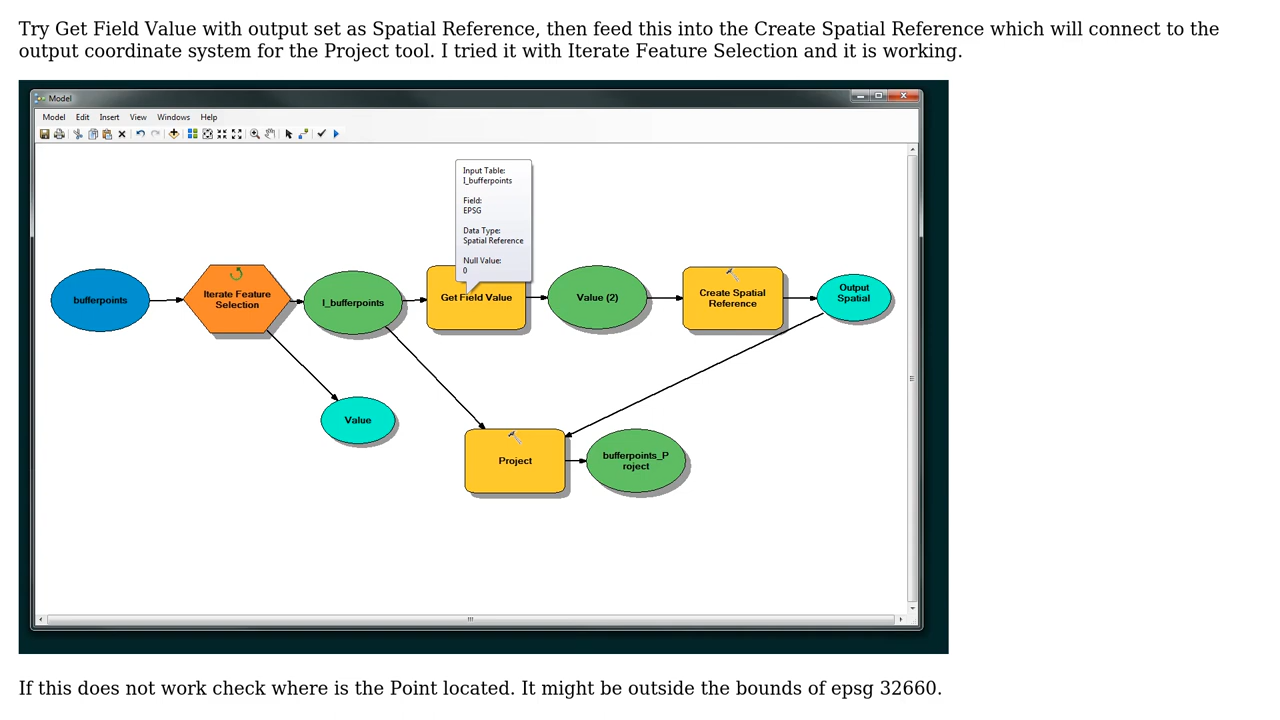 Try Get Field Value with output set as Spatial Reference, then feed this into the Create Spatial Reference which will connect to the
output coordinate system for the Project tool. I tried it with Iterate Feature Selection and it is working.
Model
Model Edit Insert View Windows Help
Input Table:
I_bufferpoints
Field:
EPSG
Data Type:
Spatial Reference
Null Value:
0
bufferpoints
Iterate Feature
Selection
I_bufferpoints
Get Field Value
Value (2)
Create Spatial
Reference
Output
Spatial
Value
Project
bufferpoints_P
roject
If this does not work check where is the Point located. It might be outside the bounds of epsg 32660.